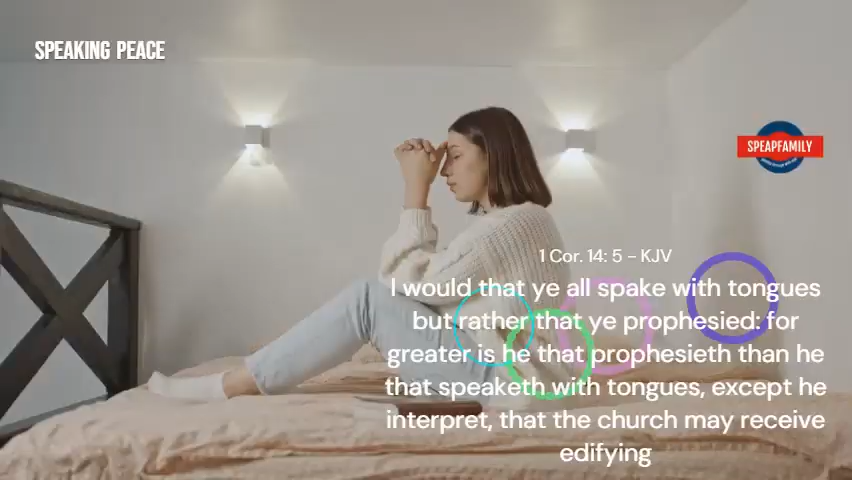 SPEAKING PEACE
SPEAPFAMILY
1 Cor. 14: 5 - KJV
I would that ye all spake with tongues
but rather that ye prophesied: for
greater is he that prophesieth than he
that speaketh with tongues, except he
interpret, that the church may receive
edifying